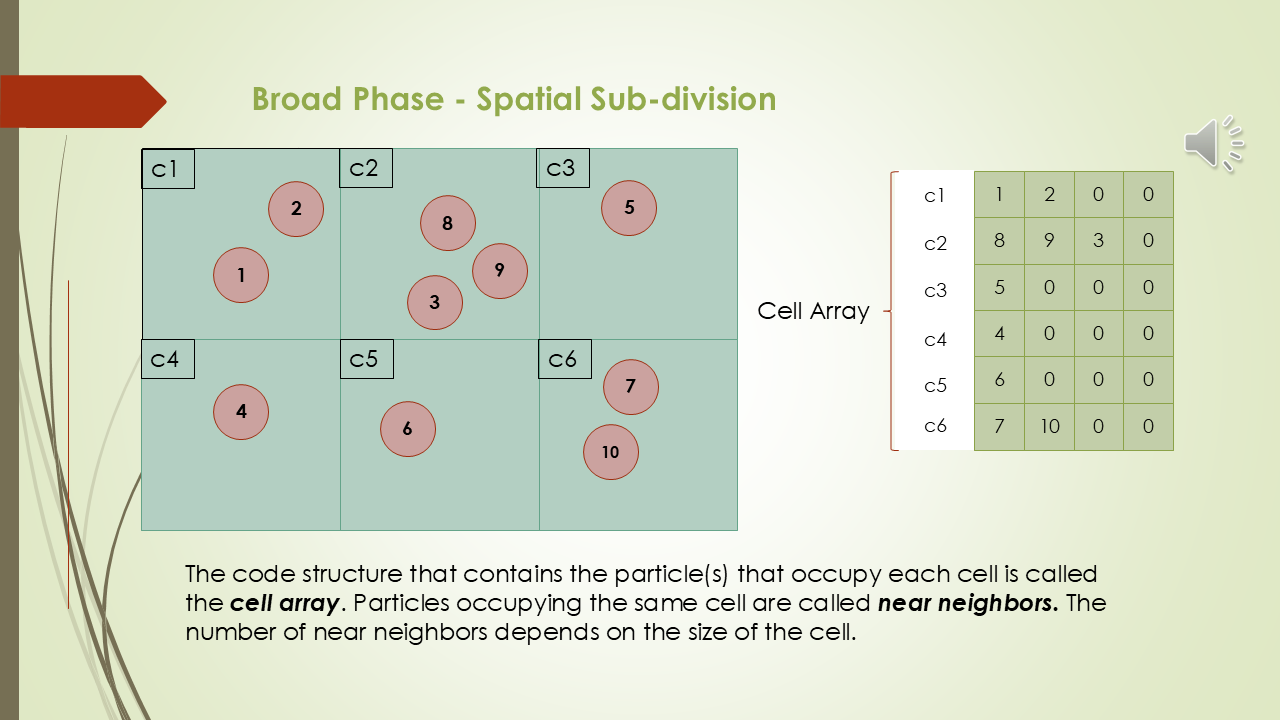 Broad Phase - Spatial Sub-division
c1 c2 c3
2 8 5
1 9
3
c4 c5 c6
4 6 7
10
Cell Array
c1 1 2 0 0
c2 8 9 3 0
c3 5 0 0 0
c4 4 0 0 0
c5 6 0 0 0
c6 7 10 0 0
The code structure that contains the particle(s) that occupy each cell is called
the cell array. Particles occupying the same cell are called near neighbors. The
number of near neighbors depends on the size of the cell.